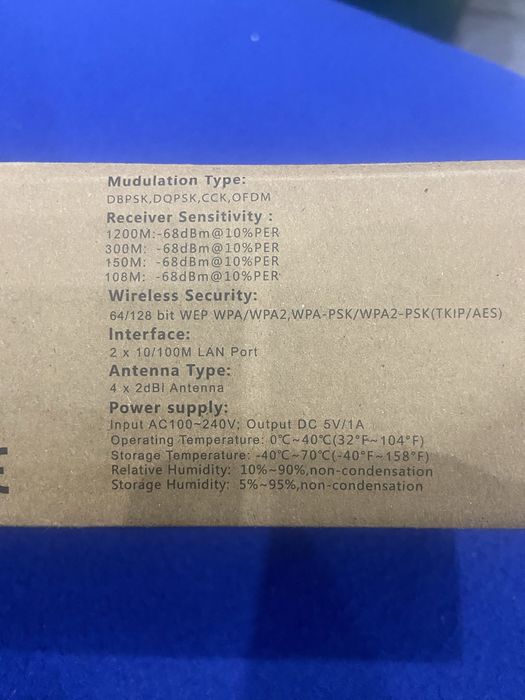 Mudulation Type:
DBPSK,DQPSK,CCK,OFDM
Receiver Sensitivity :
1200M:-68dBm@10%PER
300M: -68dBm@10%PER
150M: -68dBm@10%PER
108M: -68dBm@10%PER
Wireless Security:
64/128 bit WEP WPA/WPA2,WPA-PSK/WPA2-PSK(TKIP/AES)
Interface:
2 x 10/100M LAN Port
Antenna Type:
4 x 2dBI Antenna
Power supply:
Input AC100~240V; Output DC 5V/1A
Operating Temperature: 0℃~40℃(32°F~104°F)
Storage Temperature: -40℃~70℃(-40°F~158°F)
Relative Humidity: 10%~90%,non-condensation
Storage Humidity: 5%~95%,non-condensation